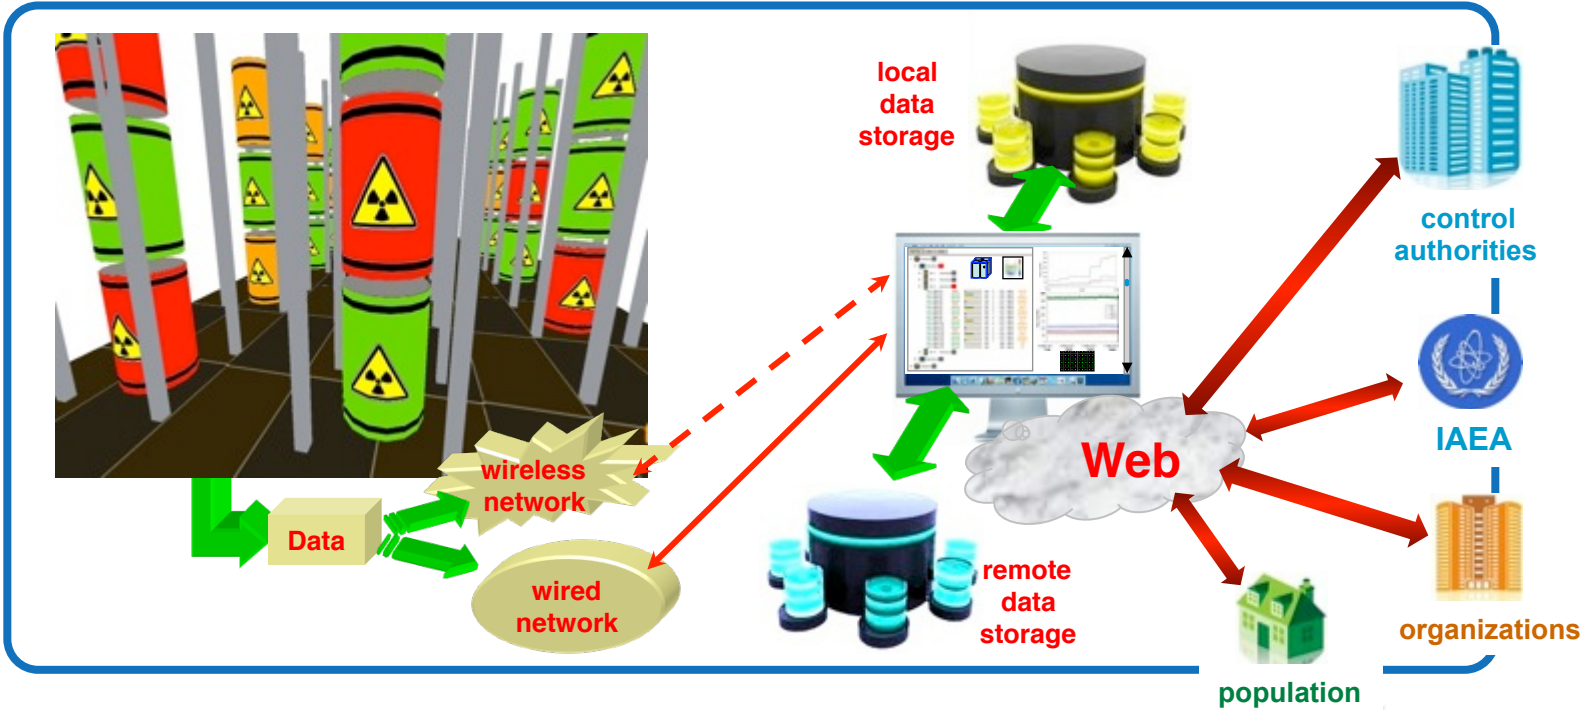 local
data
storage
control
authorities
IAEA
Web
wireless
network
Data
wired
network
remote
data
storage
organizations
population